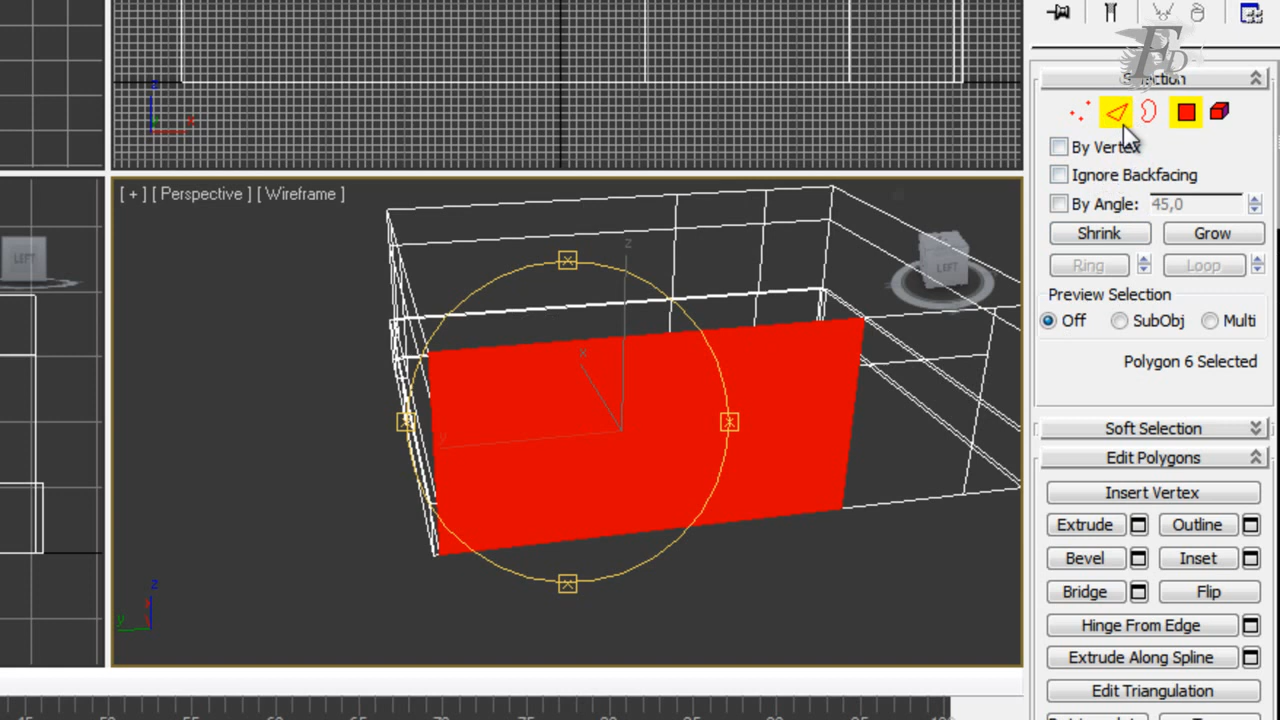 Selection
By Vertex
Ignore Backfacing
By Angle: 45,0
Shrink Grow
Ring Loop
Preview Selection
Off SubObj Multi
Polygon 6 Selected
Soft Selection
Edit Polygons
Insert Vertex
Extrude Outline
Bevel Inset
Bridge Flip
Hinge From Edge
Extrude Along Spline
Edit Triangulation
[ + ] [ Perspective ] [ Wireframe ]
LEFT
LEFT
z
x
y
z
y
z
x